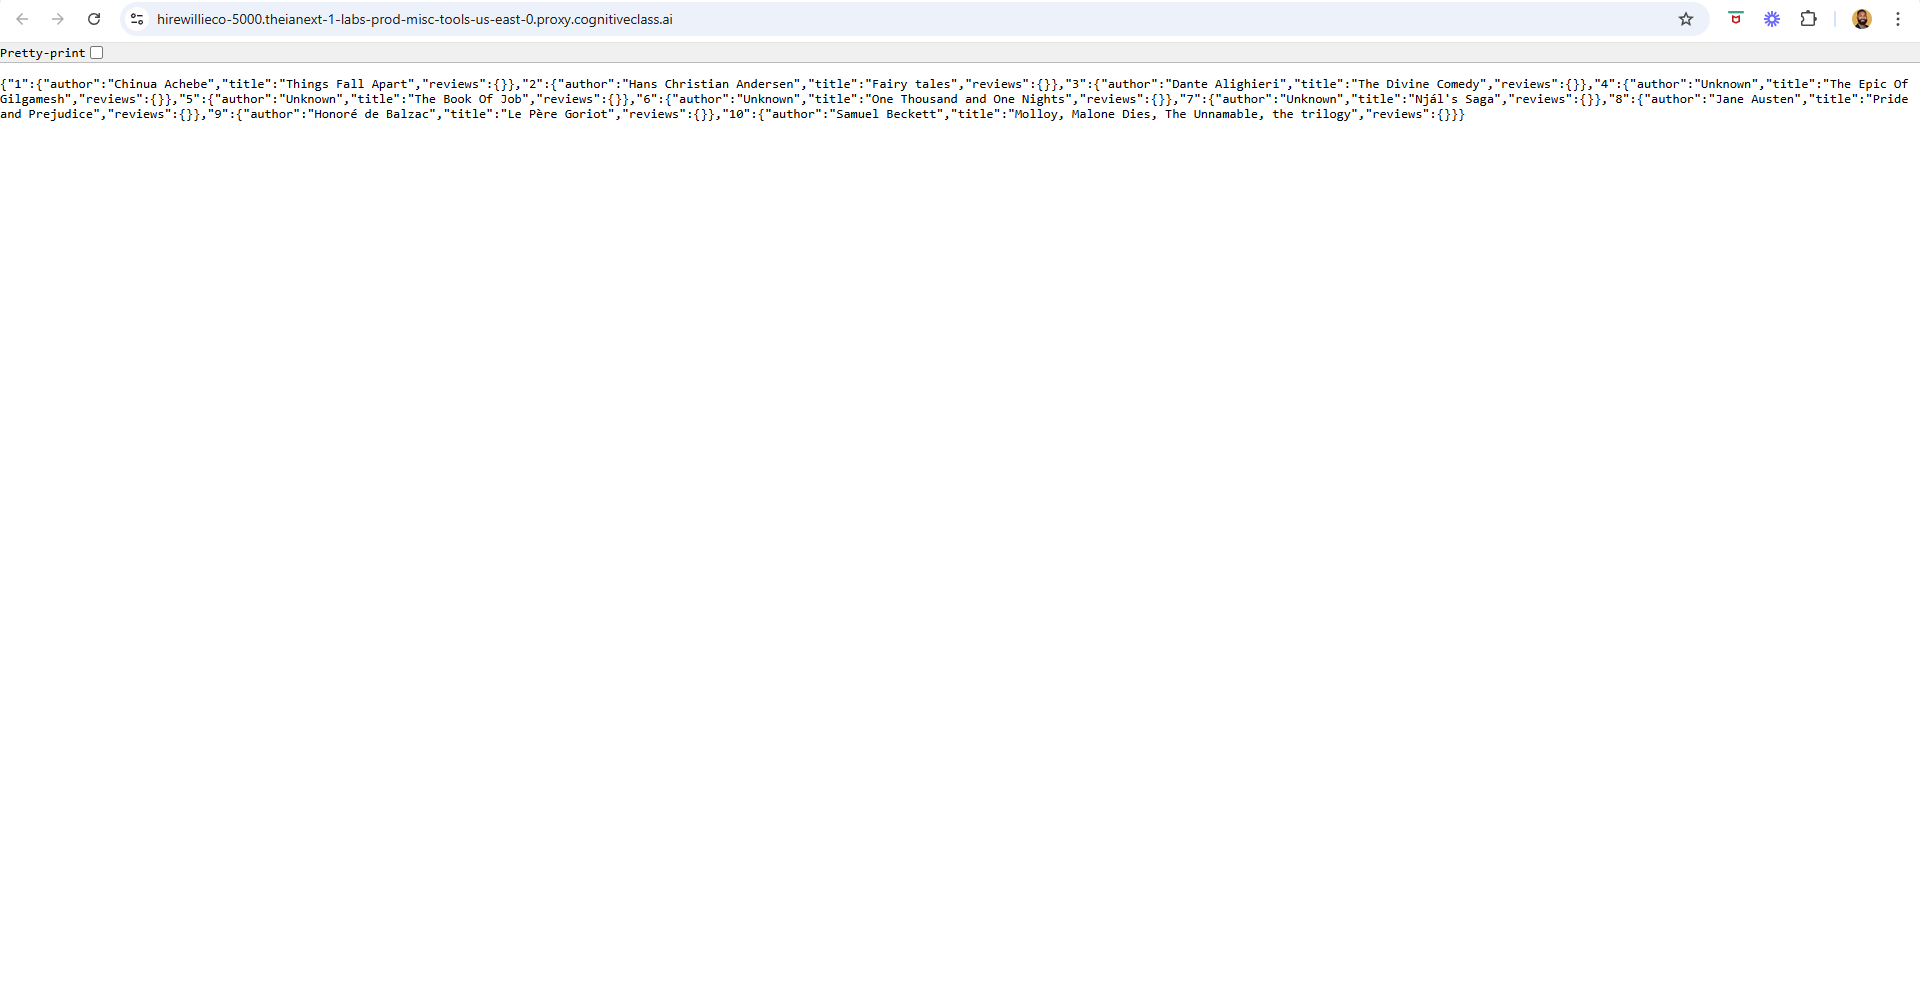 hirewillieco-5000.theianext-1-labs-prod-misc-tools-us-east-0.proxy.cognitiveclass.ai
Pretty-print
{"1":{"author":"Chinua Achebe","title":"Things Fall Apart","reviews":{}},"2":{"author":"Hans Christian Andersen","title":"Fairy tales","reviews":{}},"3":{"author":"Dante Alighieri","title":"The Divine Comedy","reviews":{}},"4":{"author":"Unknown","title":"The Epic Of
Gilgamesh","reviews":{}},"5":{"author":"Unknown","title":"The Book Of Job","reviews":{}},"6":{"author":"Unknown","title":"One Thousand and One Nights","reviews":{}},"7":{"author":"Unknown","title":"Njál's Saga","reviews":{}},"8":{"author":"Jane Austen","title":"Pride
and Prejudice","reviews":{}},"9":{"author":"Honoré de Balzac","title":"Le Père Goriot","reviews":{}},"10":{"author":"Samuel Beckett","title":"Molloy, Malone Dies, The Unnamable, the trilogy","reviews":{}}}